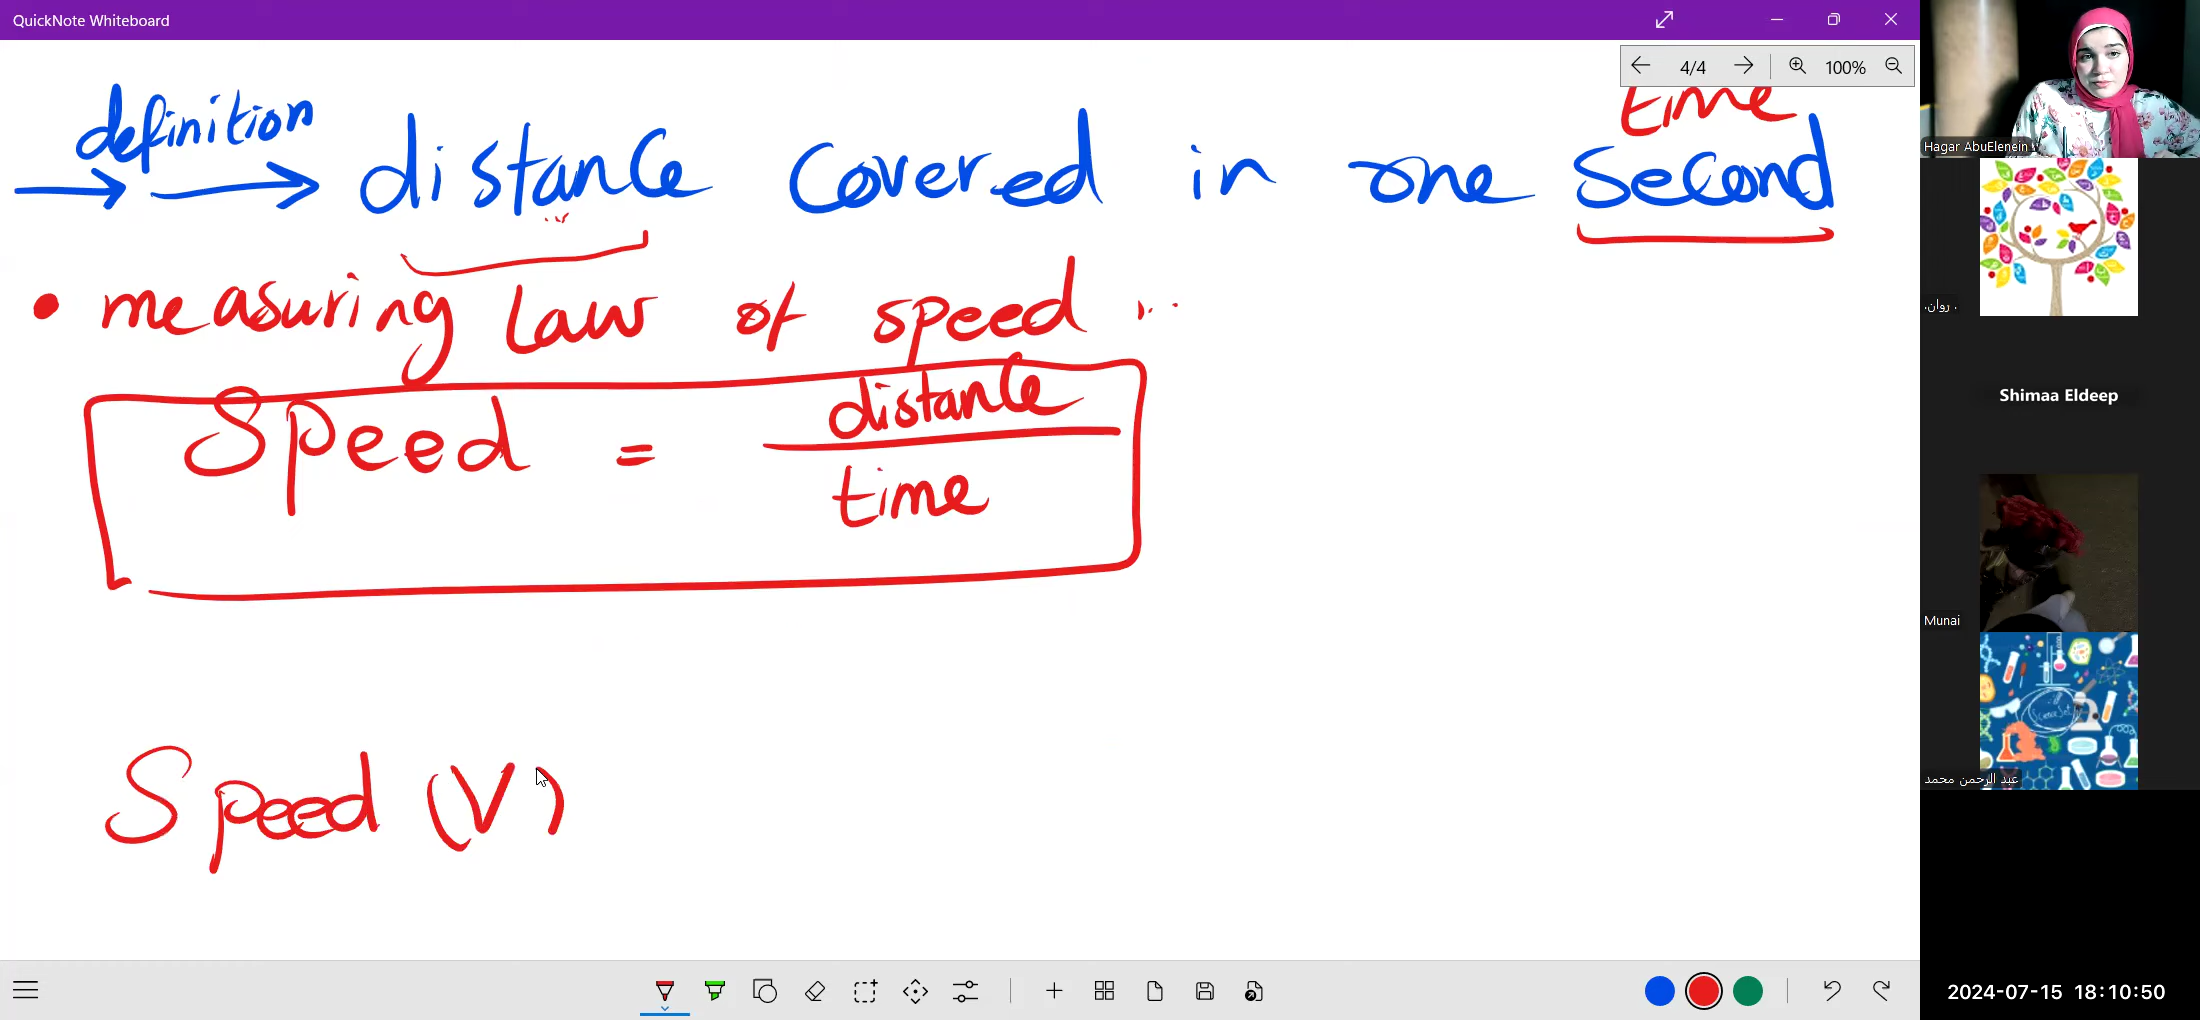 QuickNote Whiteboard
4/4
100%
time
definition
distance covered in one second
• measuring law of speed ..
Speed = distance
time
Speed (V)
Hagar AbuElenein
. روان.
Shimaa Eldeep
Munai
عبد الرحمن محمد
2024-07-15 18:10:50